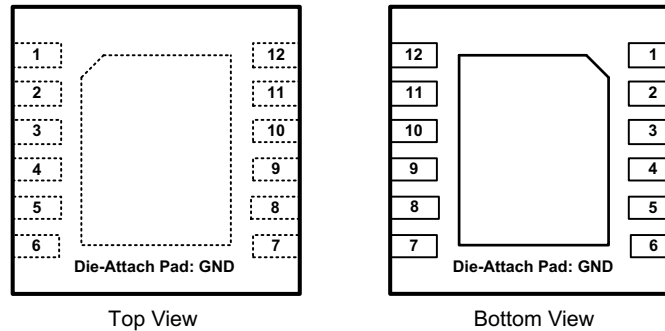 1 12 12 1
2 11 11 2
3 10 10 3
4 9 9 4
5 8 8 5
6 7 7 6
Die-Attach Pad: GND Die-Attach Pad: GND
Top View Bottom View